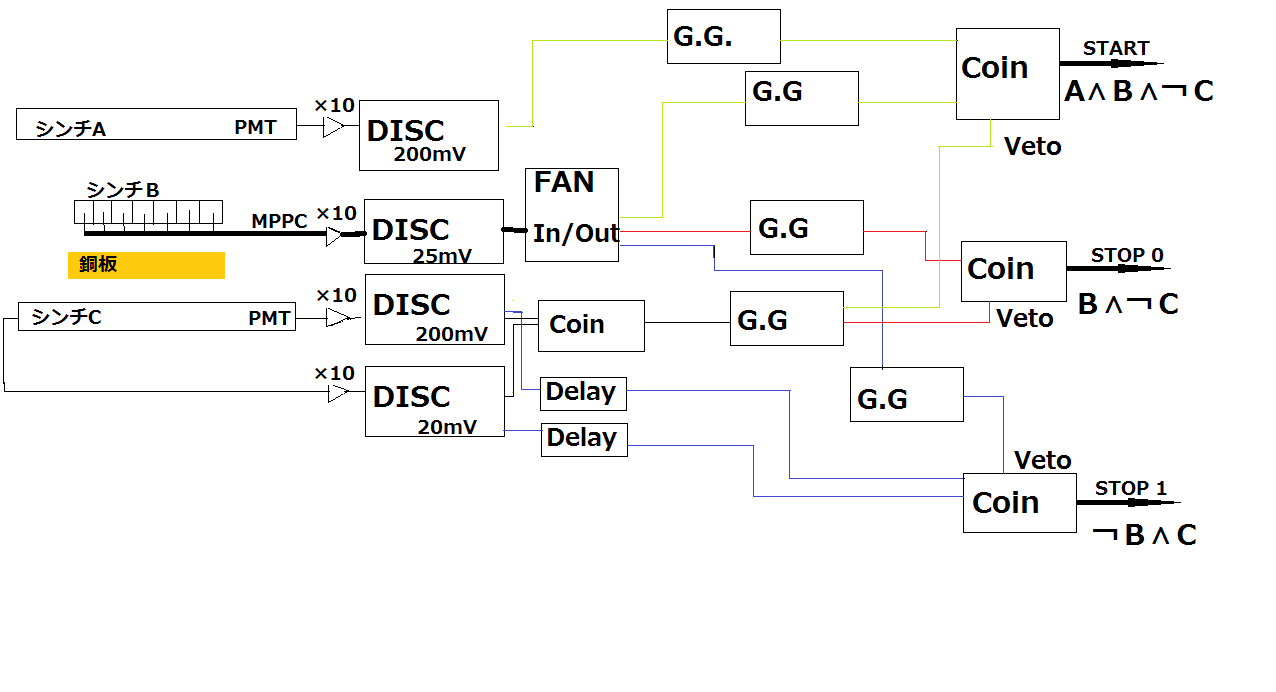 G.G.
G.G
Coin
START
A∧B∧¬C
Veto
シンチA
PMT
×10
DISC
200mV
シンチB
MPPC
×10
DISC
25mV
FAN
In/Out
G.G
Coin
STOP 0
B∧¬C
Veto
銅板
シンチC
PMT
×10
DISC
200mV
Coin
G.G
×10
DISC
20mV
Delay
Delay
G.G
Veto
Coin
STOP 1
¬B∧C